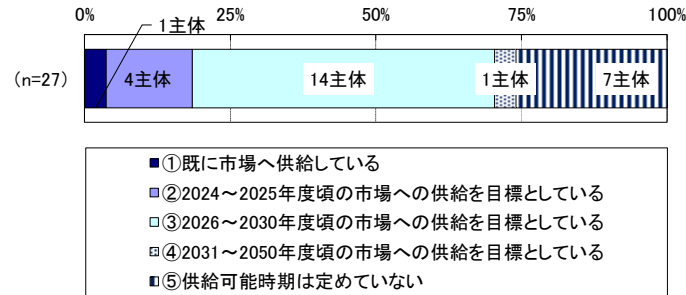 0% 25% 50% 75% 100%
1主体
(n=27) 4主体 14主体 1主体 7主体
■①既に市場へ供給している
■②2024～2025年度頃の市場への供給を目標としている
■③2026～2030年度頃の市場への供給を目標としている
④2031～2050年度頃の市場への供給を目標としている
⑤供給可能時期は定めていない